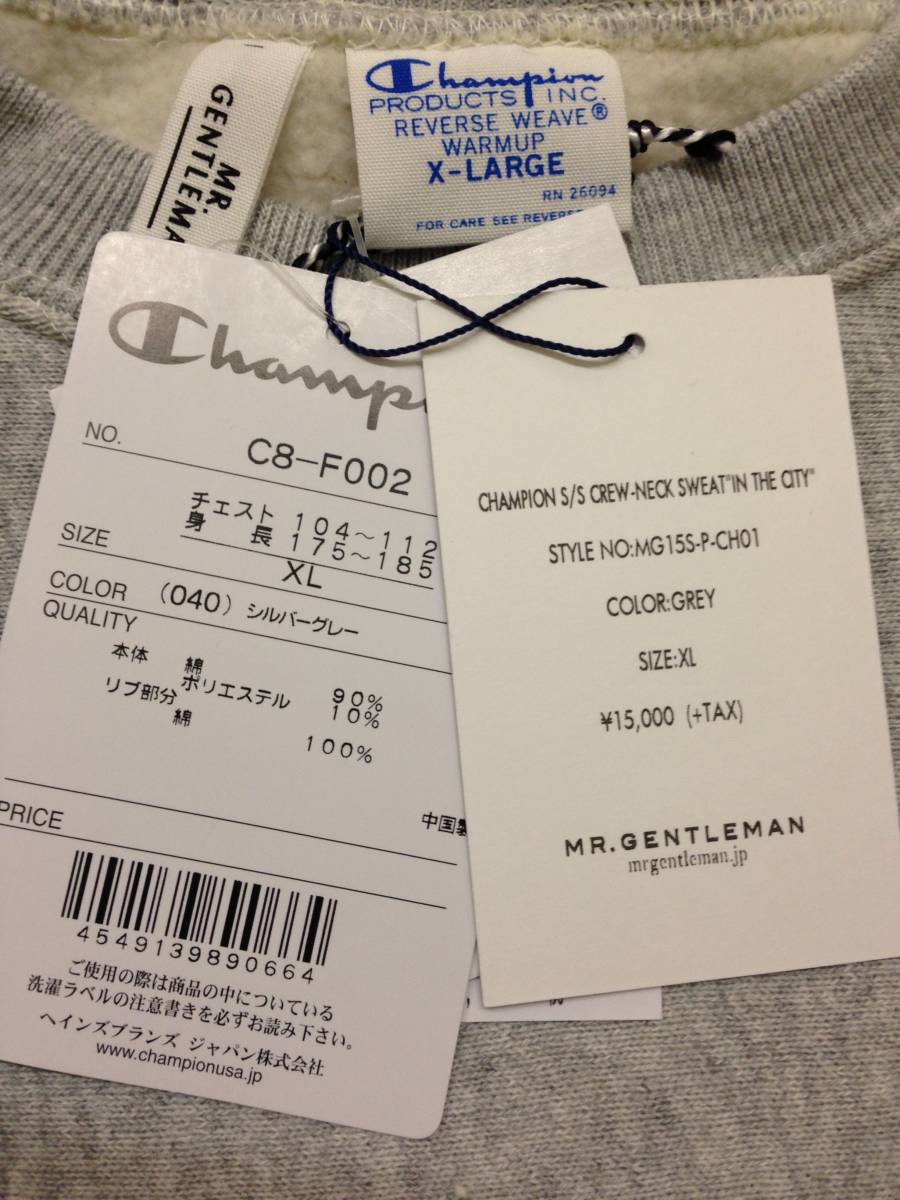 MR.
GENTLEMA
Champion
PRODUCTS INC.
REVERSE WEAVE®
WARMUP
X-LARGE
RN 26094
FOR CARE SEE REVERSE
Champi
NO.
C8-F002
チェスト 104～112
身 長 175～185
SIZE
XL
COLOR (040) シルバーグレー
QUALITY
本体 綿 90%
ポリエステル 10%
リブ部分
綿 100%
PRICE
中国製
4549139890664
ご使用の際は商品の中についている
洗濯ラベルの注意書きを必ずお読み下さい。
ヘインズブランズ ジャパン株式会社
www.championusa.jp
CHAMPION S/S CREW-NECK SWEAT"IN THE CITY"
STYLE NO:MG15S-P-CH01
COLOR:GREY
SIZE:XL
¥15,000 (+TAX)
MR.GENTLEMAN
mrgentleman.jp